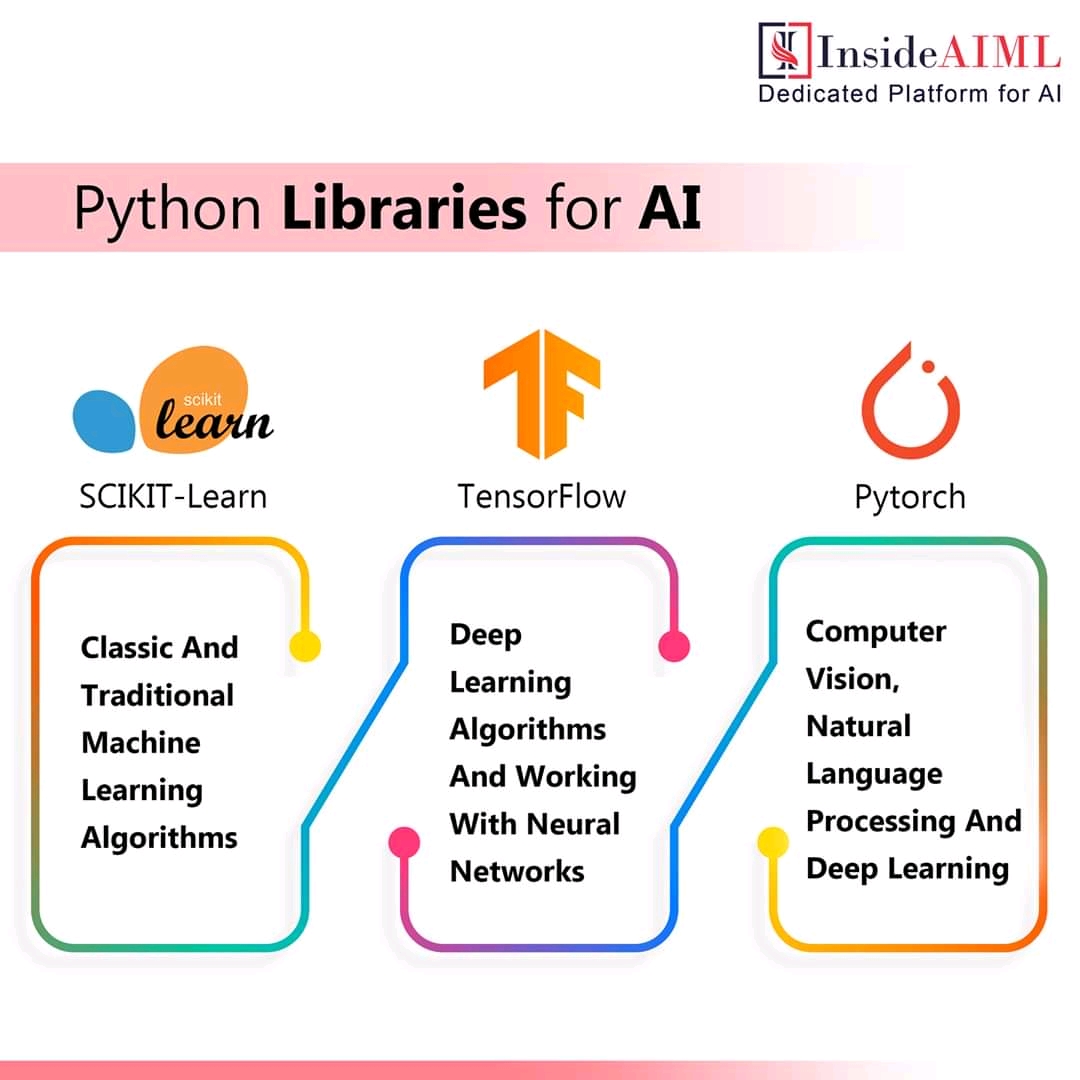 InsideAIML
Dedicated Platform for AI
Python Libraries for AI
scikit
learn
SCIKIT-Learn
Classic And
Traditional
Machine
Learning
Algorithms
TensorFlow
Deep
Learning
Algorithms
And Working
With Neural
Networks
Pytorch
Computer
Vision,
Natural
Language
Processing And
Deep Learning